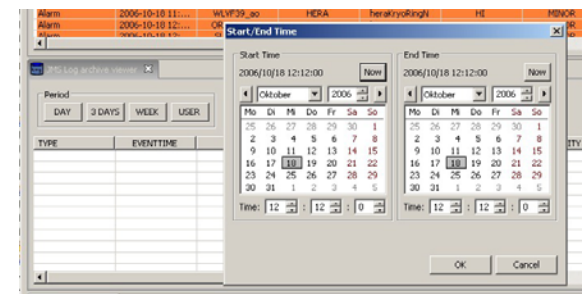 Alarm 2006-10-18 11:... WLVF39_ao HERA heraKryoRingN HI MINOR
Alarm 2006-10-18 12:...
Start/End Time
JMS Log archive viewer
Period
DAY 3 DAYS WEEK USER
TYPE EVENTTIME
Start Time
2006/10/18 12:12:00 Now
Oktober 2006
Mo Di Mi Do Fr Sa So
25 26 27 28 29 30 1
2 3 4 5 6 7 8
9 10 11 12 13 14 15
16 17 18 19 20 21 22
23 24 25 26 27 28 29
30 31 1 2 3 4 5
Time: 12 : 12 : 0
End Time
2006/10/18 12:12:00 Now
Oktober 2006
Mo Di Mi Do Fr Sa So
25 26 27 28 29 30 1
2 3 4 5 6 7 8
9 10 11 12 13 14 15
16 17 18 19 20 21 22
23 24 25 26 27 28 29
30 31 1 2 3 4 5
Time: 12 : 12 : 0
OK Cancel